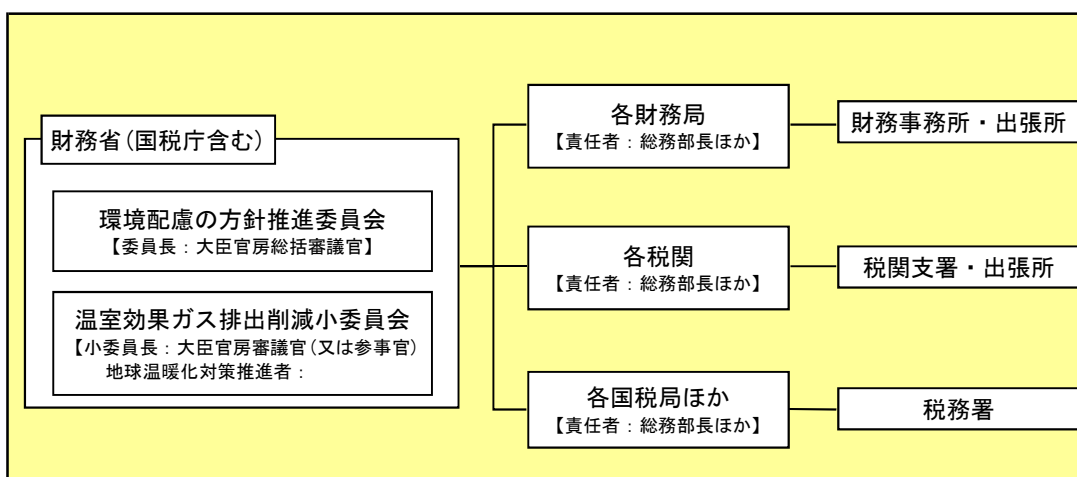 財務省(国税庁含む)
環境配慮の方針推進委員会
【委員長：大臣官房総括審議官】
温室効果ガス排出削減小委員会
【小委員長：大臣官房審議官(又は参事官)
地球温暖化対策推進者：
各財務局
【責任者：総務部長ほか】
財務事務所・出張所
各税関
【責任者：総務部長ほか】
税関支署・出張所
各国税局ほか
【責任者：総務部長ほか】
税務署